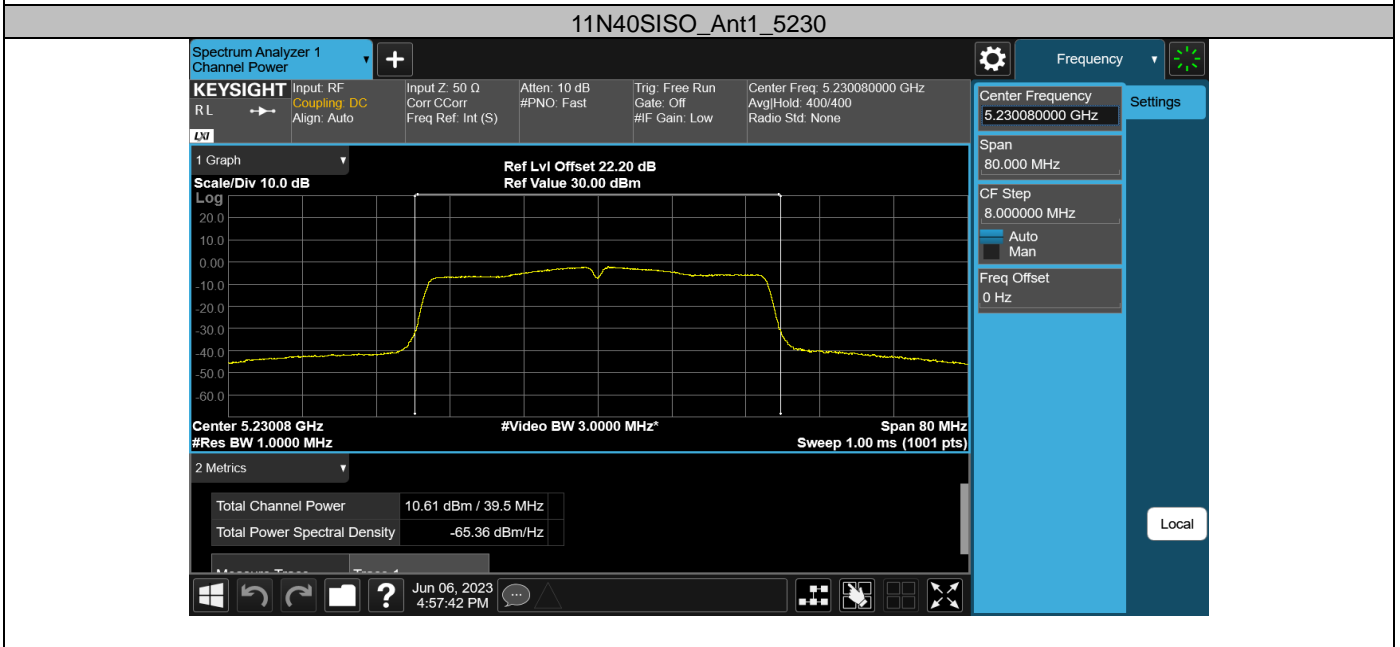 11N40SISO_Ant1_5230
Spectrum Analyzer 1
Channel Power
+
Frequency
KEYSIGHT
R L
LXI
Input: RF
Coupling: DC
Align: Auto
Input Z: 50 Ω
Corr CCorr
Freq Ref: Int (S)
Atten: 10 dB
#PNO: Fast
Trig: Free Run
Gate: Off
#IF Gain: Low
Center Freq: 5.230080000 GHz
Avg|Hold: 400/400
Radio Std: None
Center Frequency
5.230080000 GHz
Settings
Span
80.000 MHz
CF Step
8.000000 MHz
Auto
Man
Freq Offset
0 Hz
Local
1 Graph
Scale/Div 10.0 dB
Ref Lvl Offset 22.20 dB
Ref Value 30.00 dBm
Log
20.0
10.0
0.00
-10.0
-20.0
-30.0
-40.0
-50.0
-60.0
Center 5.23008 GHz
#Video BW 3.0000 MHz*
Span 80 MHz
#Res BW 1.0000 MHz
Sweep 1.00 ms (1001 pts)
2 Metrics
Total Channel Power 10.61 dBm / 39.5 MHz
Total Power Spectral Density -65.36 dBm/Hz
Measure Trace Trace 1
?
Jun 06, 2023
4:57:42 PM